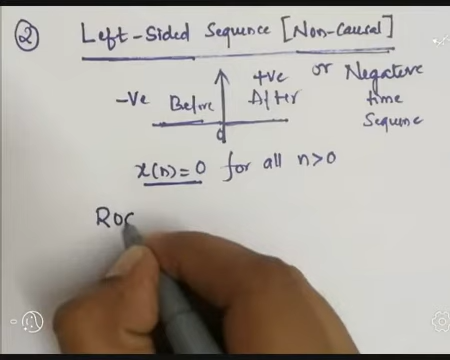 ② Left-Sided Sequence [Non-Causal]
-Ve Before +Ve After or Negative time Sequence
0
x(n)=0 for all n>0
ROC